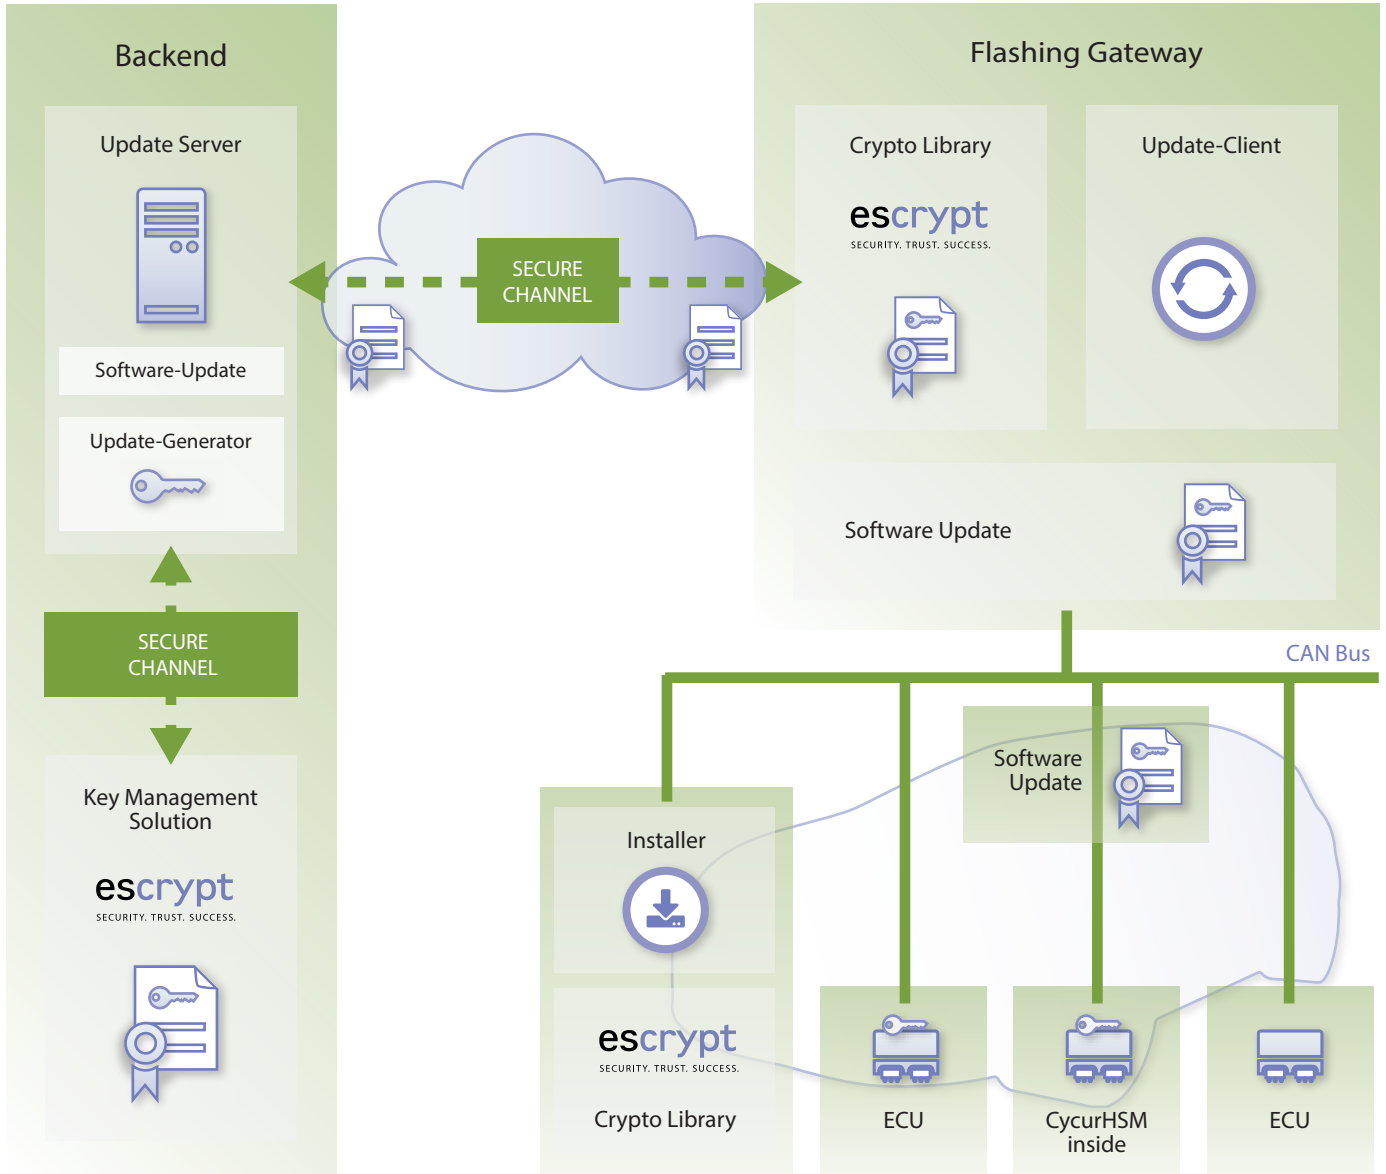 Backend
Update Server
Software-Update
Update-Generator
SECURE
CHANNEL
Key Management
Solution
escrypt
SECURITY. TRUST. SUCCESS.
SECURE
CHANNEL
Flashing Gateway
Crypto Library
escrypt
SECURITY. TRUST. SUCCESS.
Update-Client
Software Update
CAN Bus
Software
Update
Installer
escrypt
SECURITY. TRUST. SUCCESS.
Crypto Library
ECU
CycurHSM
inside
ECU